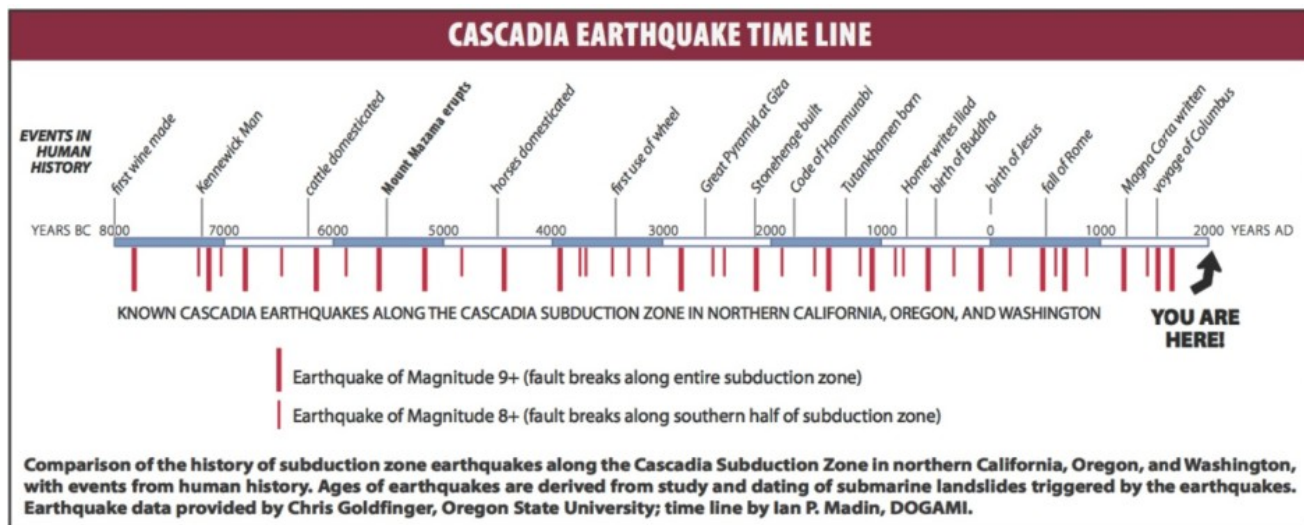 CASCADIA EARTHQUAKE TIME LINE
EVENTS IN
HUMAN
HISTORY
first wine made
Kennewick Man
cattle domesticated
Mount Mazama erupts
horses domesticated
first use of wheel
Great Pyramid at Giza
Stonehenge built
Code of Hammurabi
Tutankhamen born
Homer writes Iliad
birth of Buddha
birth of Jesus
fall of Rome
Magna Carta written
voyage of Columbus
YEARS BC 8000 7000 6000 5000 4000 3000 2000 1000 0 1000 2000 YEARS AD
KNOWN CASCADIA EARTHQUAKES ALONG THE CASCADIA SUBDUCTION ZONE IN NORTHERN CALIFORNIA, OREGON, AND WASHINGTON
YOU ARE
HERE!
Earthquake of Magnitude 9+ (fault breaks along entire subduction zone)
Earthquake of Magnitude 8+ (fault breaks along southern half of subduction zone)
Comparison of the history of subduction zone earthquakes along the Cascadia Subduction Zone in northern California, Oregon, and Washington,
with events from human history. Ages of earthquakes are derived from study and dating of submarine landslides triggered by the earthquakes.
Earthquake data provided by Chris Goldfinger, Oregon State University; time line by Ian P. Madin, DOGAMI.